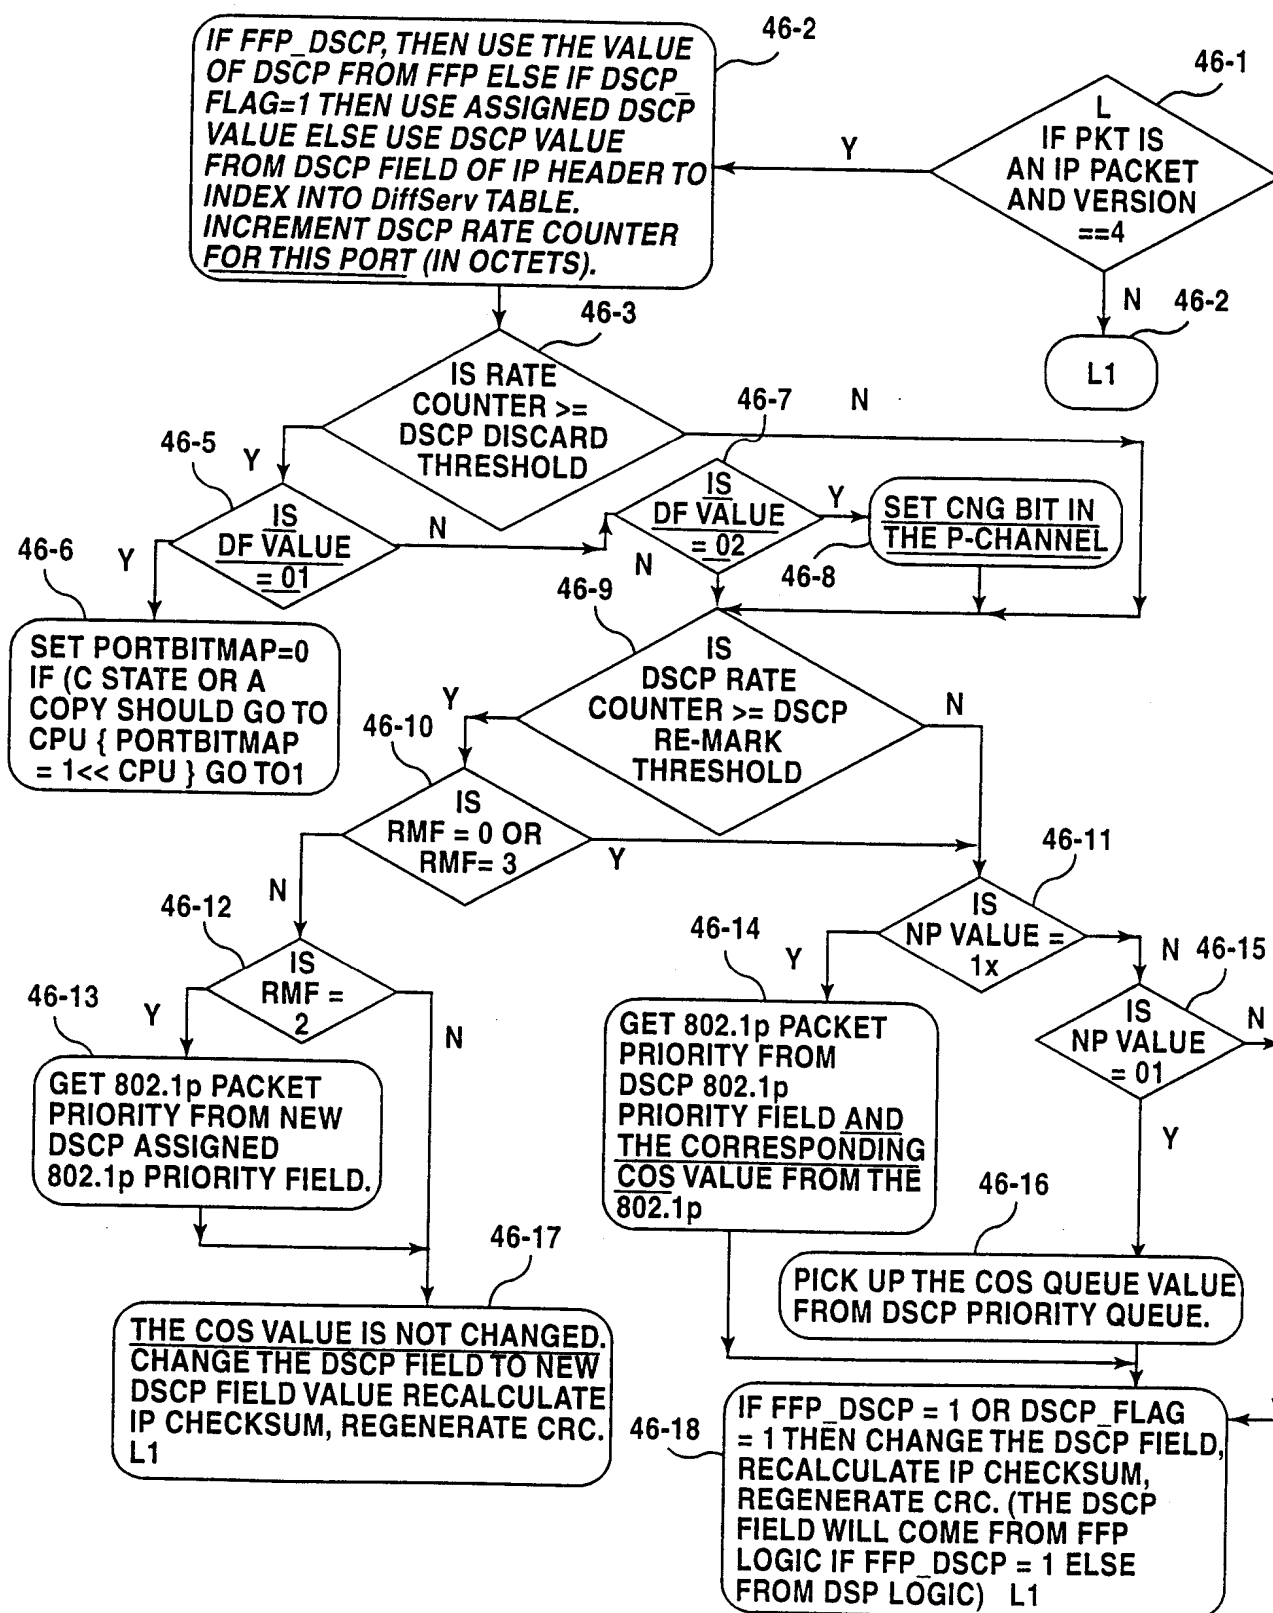 46-2
IF FFP_DSCP, THEN USE THE VALUE
OF DSCP FROM FFP ELSE IF DSCP_
FLAG=1 THEN USE ASSIGNED DSCP
VALUE ELSE USE DSCP VALUE
FROM DSCP FIELD OF IP HEADER TO
INDEX INTO DiffServ TABLE.
INCREMENT DSCP RATE COUNTER
FOR THIS PORT (IN OCTETS).
46-1
L
IF PKT IS
AN IP PACKET
AND VERSION
==4
Y
N
46-2
L1
46-3
IS RATE
COUNTER >=
DSCP DISCARD
THRESHOLD
N
Y
46-5
IS
DF VALUE
= 01
N
Y
46-7
IS
DF VALUE
= 02
Y
N
SET CNG BIT IN
THE P-CHANNEL
46-8
46-6
SET PORTBITMAP=0
IF (C STATE OR A
COPY SHOULD GO TO
CPU { PORTBITMAP
= 1<< CPU } GO TO1
46-9
IS
DSCP RATE
COUNTER >= DSCP
RE-MARK
THRESHOLD
Y
N
46-10
IS
RMF = 0 OR
RMF= 3
Y
N
46-11
IS
NP VALUE =
1x
Y
N
46-12
IS
RMF =
2
Y
N
46-13
GET 802.1p PACKET
PRIORITY FROM NEW
DSCP ASSIGNED
802.1p PRIORITY FIELD.
46-14
GET 802.1p PACKET
PRIORITY FROM
DSCP 802.1p
PRIORITY FIELD AND
THE CORRESPONDING
COS VALUE FROM THE
802.1p
46-15
IS
NP VALUE
= 01
N
Y
46-16
PICK UP THE COS QUEUE VALUE
FROM DSCP PRIORITY QUEUE.
46-17
THE COS VALUE IS NOT CHANGED.
CHANGE THE DSCP FIELD TO NEW
DSCP FIELD VALUE RECALCULATE
IP CHECKSUM, REGENERATE CRC.
L1
46-18
IF FFP_DSCP = 1 OR DSCP_FLAG
= 1 THEN CHANGE THE DSCP FIELD,
RECALCULATE IP CHECKSUM,
REGENERATE CRC. (THE DSCP
FIELD WILL COME FROM FFP
LOGIC IF FFP_DSCP = 1 ELSE
FROM DSP LOGIC) L1